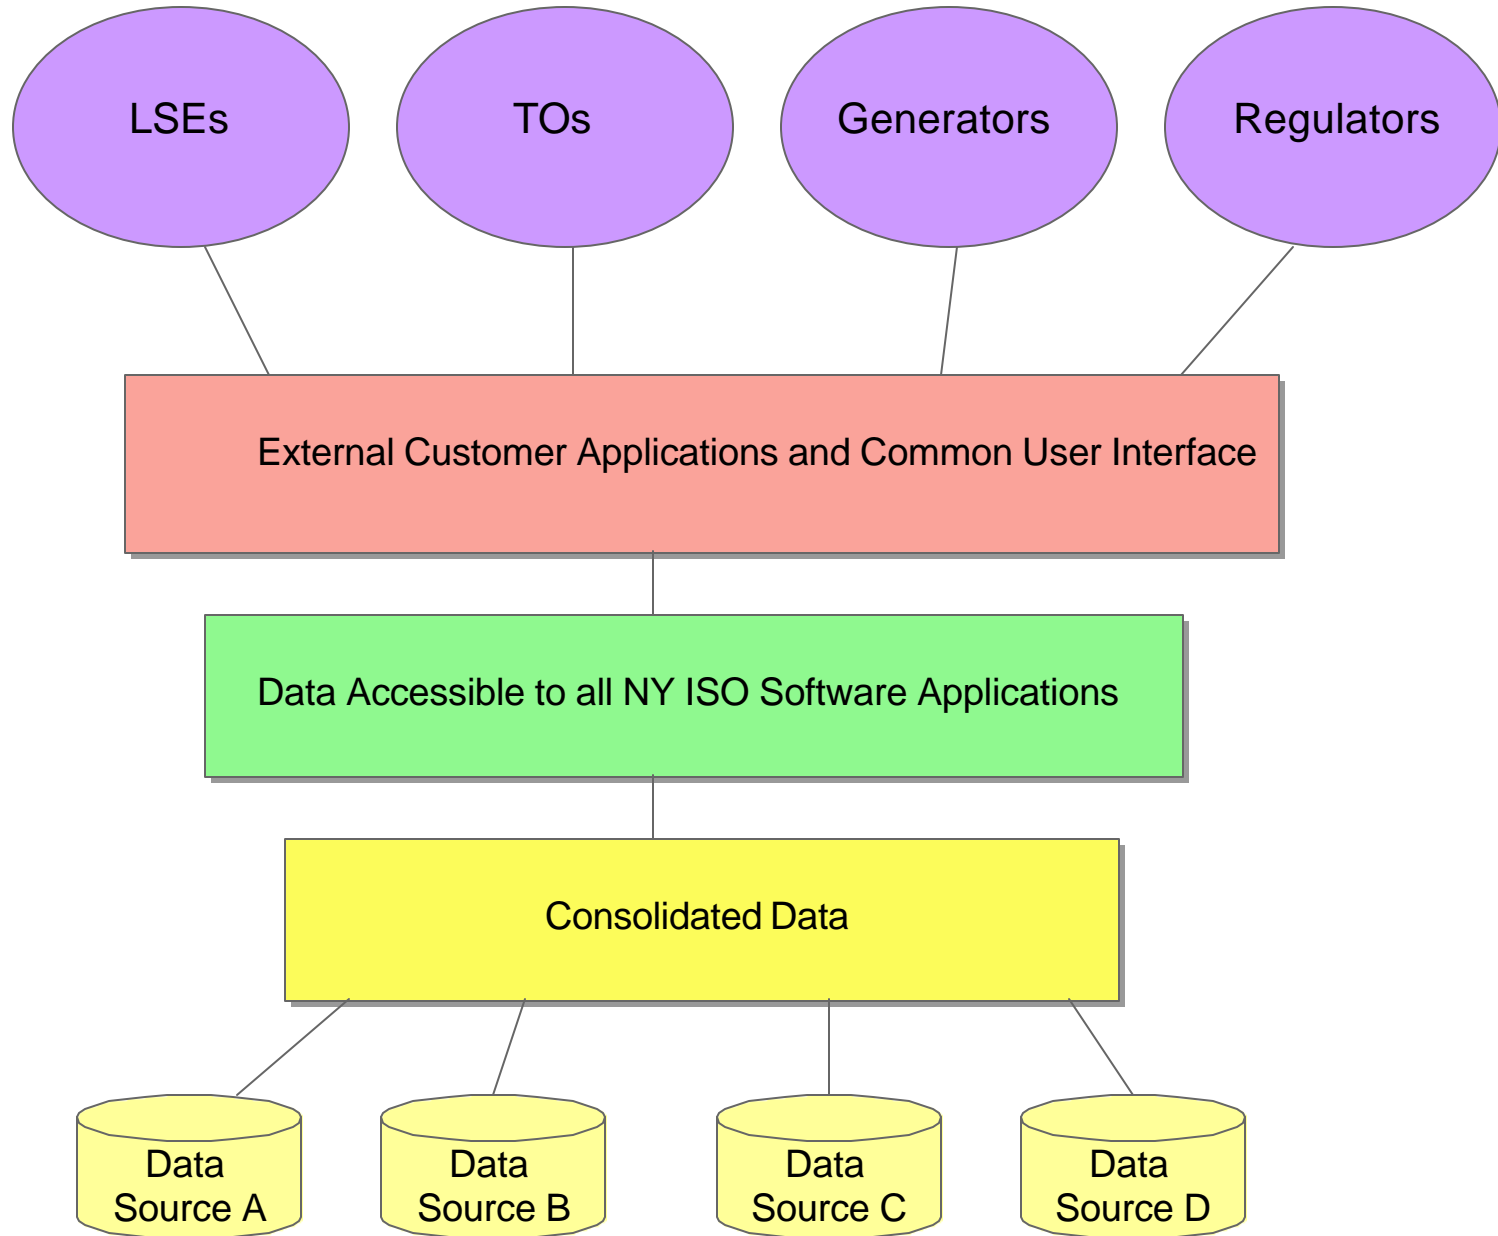 LSEs
TOs
Generators
Regulators
External Customer Applications and Common User Interface
Data Accessible to all NY ISO Software Applications
Consolidated Data
Data
Source A
Data
Source B
Data
Source C
Data
Source D